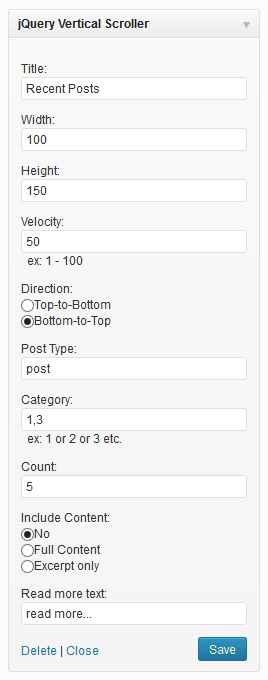 jQuery Vertical Scroller
Title:
Recent Posts
Width:
100
Height:
150
Velocity:
50
ex: 1 - 100
Direction:
Top-to-Bottom
Bottom-to-Top
Post Type:
post
Category:
1,3
ex: 1 or 2 or 3 etc.
Count:
5
Include Content:
No
Full Content
Excerpt only
Read more text:
read more...
Delete | Close Save